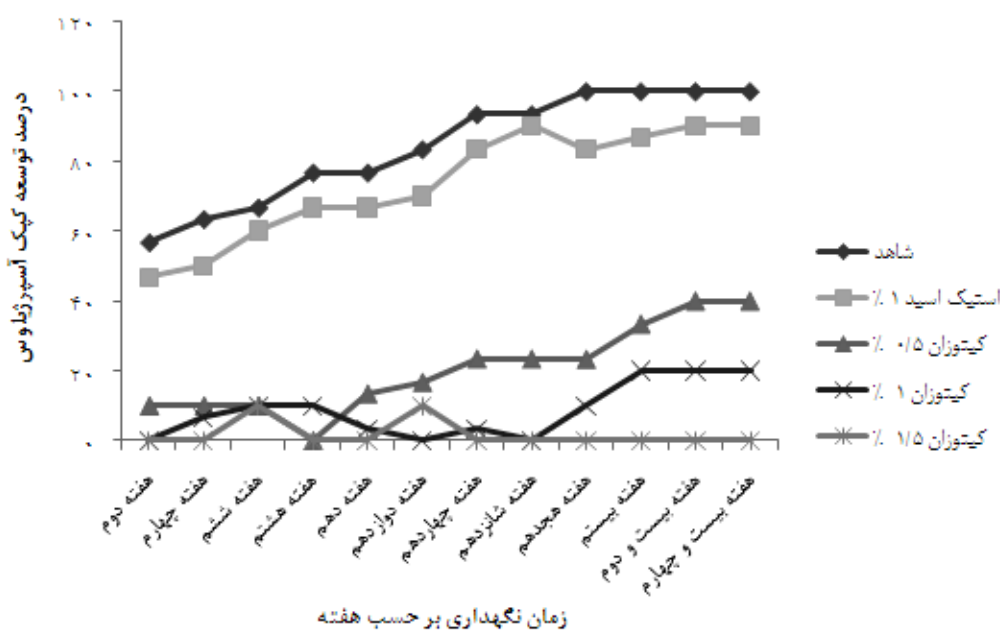 ۱۲۰
۱۰۰
۸۰
۶۰
۴۰
۲۰
۰
درصد توسعه کپک آسپرژیلوس
شاهد
استیک اسید ۱ ٪
کیتوزان ۰/۵ ٪
کیتوزان ۱ ٪
کیتوزان ۱/۵ ٪
هفته دوم
هفته چهارم
هفته ششم
هفته هشتم
هفته دهم
هفته دوازدهم
هفته چهاردهم
هفته شانزدهم
هفته هجدهم
هفته بیستم
هفته بیست و دوم
هفته بیست و چهارم
زمان نگهداری بر حسب هفته